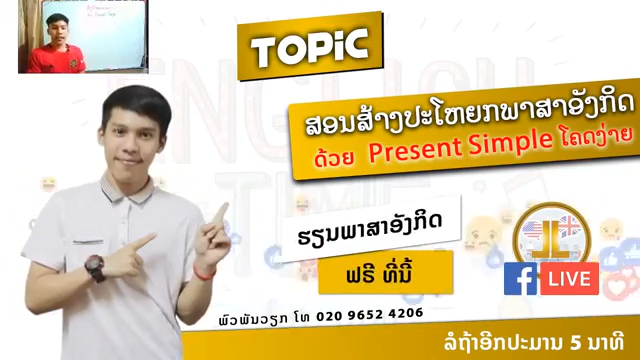 TOPiC
ສອນສ້າງປະໂຫຍກພາສາອັງກິດ
ດ້ວຍ Present Simple ໂຄດງ່າຍ
ຮຽນພາສາອັງກິດ
ຟຣີ ທີ່ນີ້
LIVE
ພົວພັນວຽກ ໂທ 020 9652 4206
ລໍຖ້າອີກປະມານ 5 ນາທີ